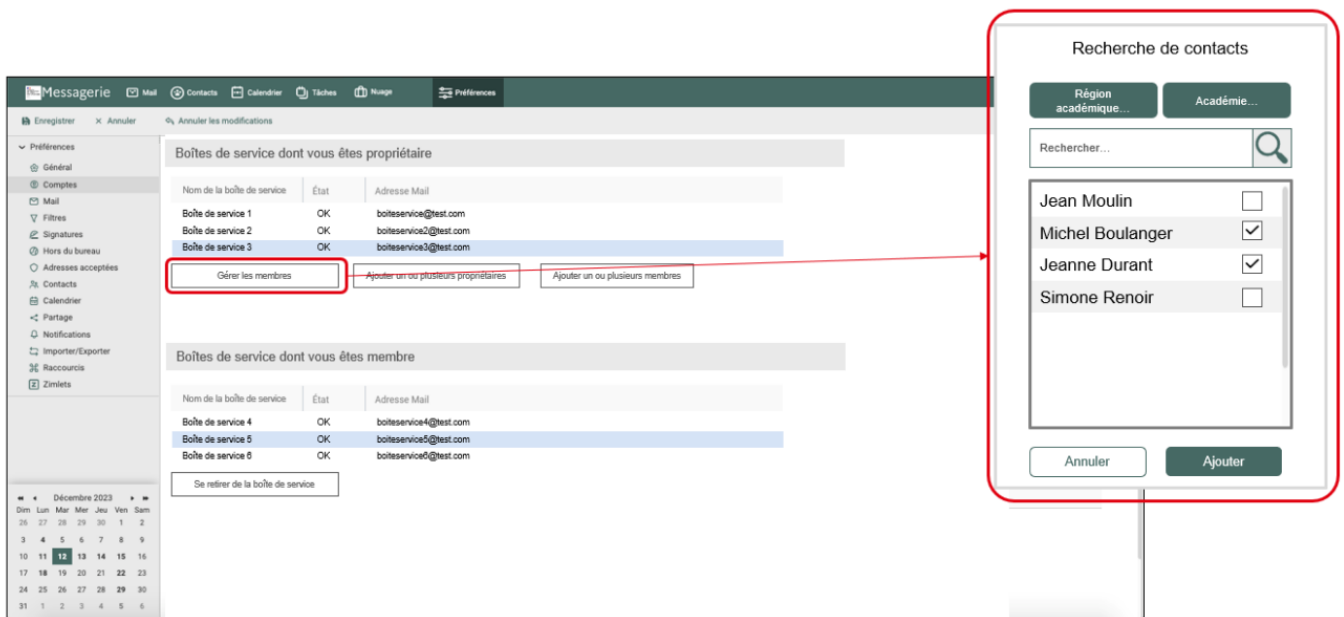 Messagerie Mail Contacts Calendrier Tâches Nuage Préférences
Enregistrer Annuler Annuler les modifications
Préférences
Général
Comptes
Mail
Filtres
Signatures
Hors du bureau
Adresses acceptées
Contacts
Calendrier
Partage
Notifications
Importer/Exporter
Raccourcis
Zimlets
Décembre 2023
Dim Lun Mar Mer Jeu Ven Sam
26 27 28 29 30 1 2
3 4 5 6 7 8 9
10 11 12 13 14 15 16
17 18 19 20 21 22 23
24 25 26 27 28 29 30
31 1 2 3 4 5 6
Boîtes de service dont vous êtes propriétaire
Nom de la boîte de service État Adresse Mail
Boîte de service 1 OK boiteservice@test.com
Boîte de service 2 OK boiteservice2@test.com
Boîte de service 3 OK boiteservice3@test.com
Gérer les membres Ajouter un ou plusieurs propriétaires Ajouter un ou plusieurs membres
Boîtes de service dont vous êtes membre
Nom de la boîte de service État Adresse Mail
Boîte de service 4 OK boiteservice4@test.com
Boîte de service 5 OK boiteservice5@test.com
Boîte de service 6 OK boiteservice6@test.com
Se retirer de la boîte de service
Recherche de contacts
Région
académique...
Académie...
Rechercher...
Jean Moulin
Michel Boulanger
Jeanne Durant
Simone Renoir
Annuler Ajouter